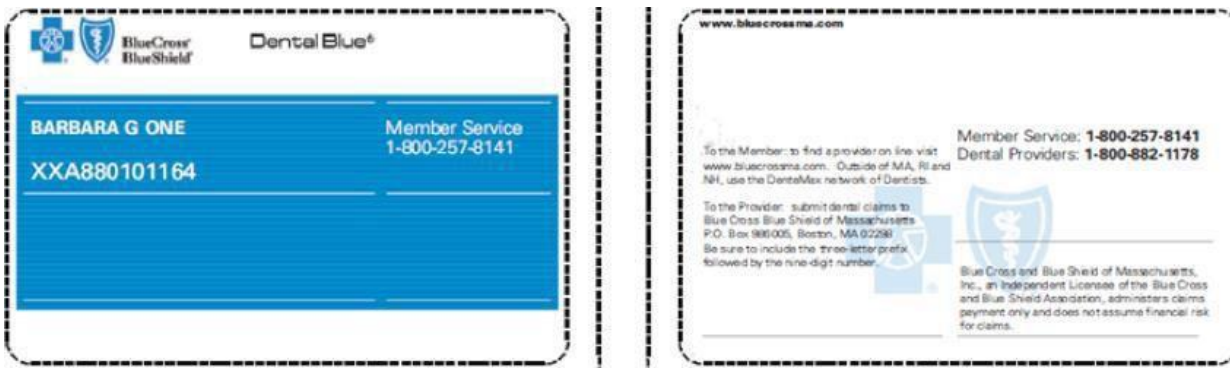 BlueCross
BlueShield
Dental Blue®
BARBARA G ONE
XXA880101164
Member Service
1-800-257-8141
www.bluecrossma.com
To the Member: to find a provider on line visit
www.bluecrossma.com. Outside of MA, RI and
NH, use the DenteMax network of Dentists.
To the Provider: submit dental claims to
Blue Cross Blue Shield of Massachusetts
P.O. Box 986005, Boston, MA 02298
Be sure to include the three-letter prefix
followed by the nine-digit number.
Member Service: 1-800-257-8141
Dental Providers: 1-800-882-1178
Blue Cross and Blue Shield of Massachusetts,
Inc., an Independent Licensee of the Blue Cross
and Blue Shield Association, administers claims
payment only and does not assume financial risk
for claims.